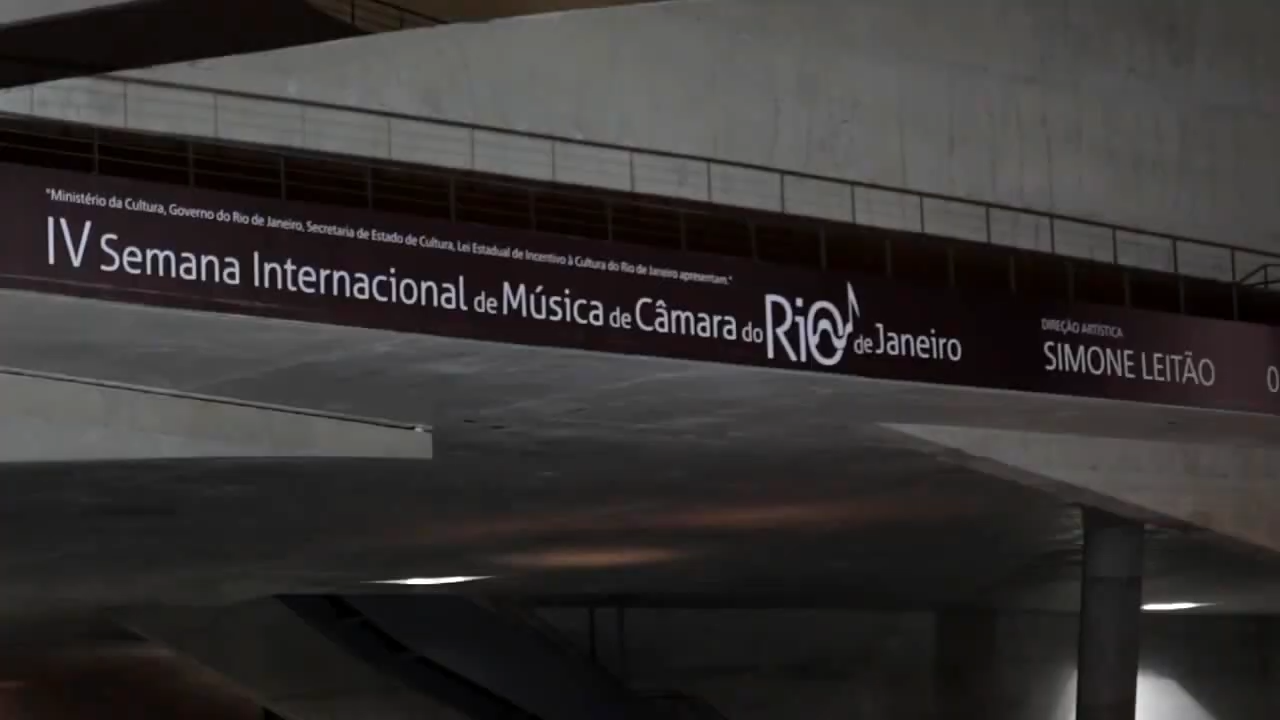 "Ministério da Cultura, Governo do Rio de Janeiro, Secretaria de Estado de Cultura, Lei Estadual de Incentivo à Cultura do Rio de Janeiro apresentam."
IV Semana Internacional de Música de Câmara do Rio de Janeiro
DIREÇÃO ARTÍSTICA
SIMONE LEITÃO
0